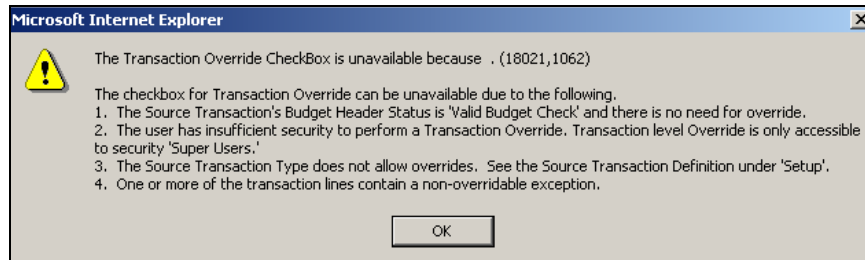 Microsoft Internet Explorer
The Transaction Override CheckBox is unavailable because . (18021,1062)
The checkbox for Transaction Override can be unavailable due to the following.
1. The Source Transaction's Budget Header Status is 'Valid Budget Check' and there is no need for override.
2. The user has insufficient security to perform a Transaction Override. Transaction level Override is only accessible
to security 'Super Users.'
3. The Source Transaction Type does not allow overrides. See the Source Transaction Definition under 'Setup'.
4. One or more of the transaction lines contain a non-overridable exception.
OK